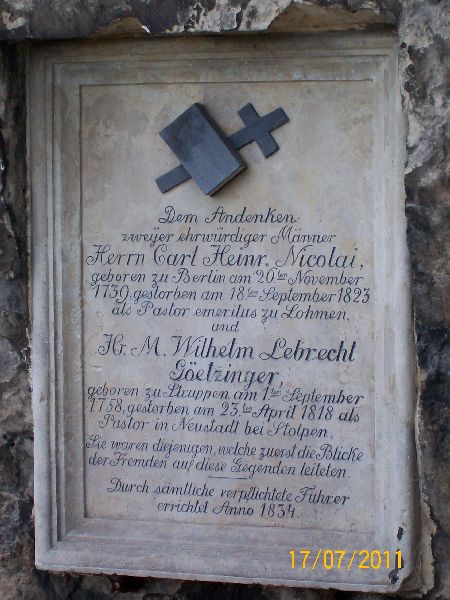 Dem Andenken
zweijer ehrwürdiger Männer
Herrn Carl Heinr. Nicolai,
geboren zu Berlin am 20ten November
1739, gestorben am 18ten September 1823
als Pastor emeritus zu Lohmen,
und
Hr. M. Wilhelm Lebrecht
Götzinger,
geboren zu Struppen am 1ten September
1758, gestorben am 23ten April 1818 als
Pastor in Neustadt bei Stolpen.
Sie waren diejenigen, welche zuerst die Blicke
der Fremden auf diese Gegenden leiteten.
Durch sämtliche verpflichtete Führer
errichtet Anno 1834.
17/07/2011